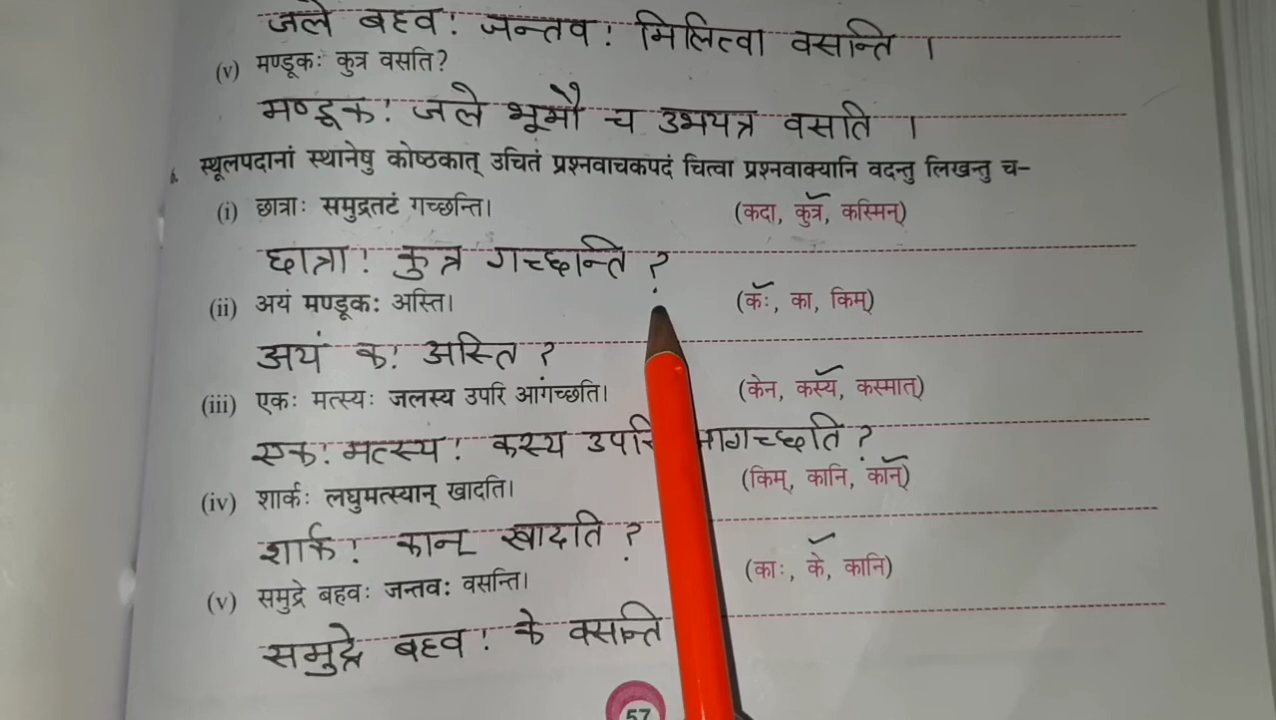 जले बहव! जन्तव! मिलित्वा वसन्ति ।
(v) मण्डूकः कुत्र वसति?
मण्डूक! जले भूमौ च उभयत्र वसति ।
6. स्थूलपदानां स्थानेषु कोष्ठकात् उचितं प्रश्नवाचकपदं चित्वा प्रश्नवाक्यानि वदन्तु लिखन्तु च–
(i) छात्राः समुद्रतटं गच्छन्ति। (कदा, कुत्र, कस्मिन्)
छात्रा! कुत्र गच्छन्ति ?
(ii) अयं मण्डूकः अस्ति। (कः, का, किम्)
अयं क! अस्ति ?
(iii) एकः मत्स्यः जलस्य उपरि आगच्छति। (केन, कस्य, कस्मात्)
एक! मत्स्य! कस्य उपरि आगच्छति ?
(iv) शार्कः लघुमत्स्यान् खादति। (किम्, कानि, कान्)
शार्क! कान् खादति ?
(v) समुद्रे बहवः जन्तवः वसन्ति। (काः, के, कानि)
समुद्रे बहव! के वसन्ति
57